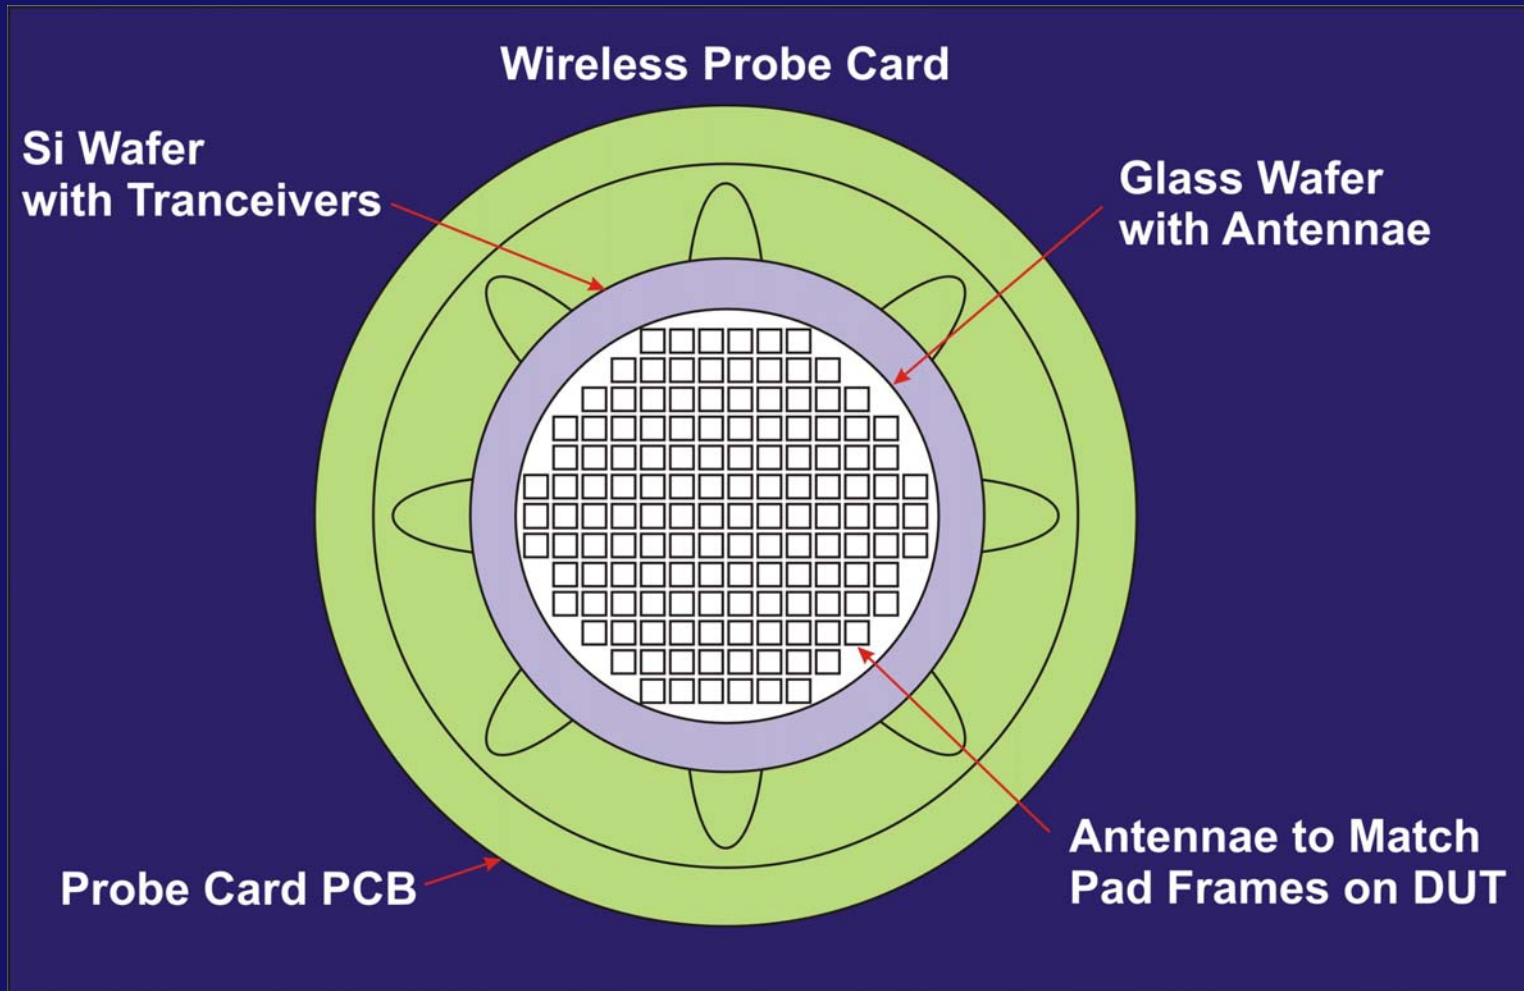 Wireless Probe Card
Si Wafer
with Tranceivers
Glass Wafer
with Antennae
Probe Card PCB
Antennae to Match
Pad Frames on DUT